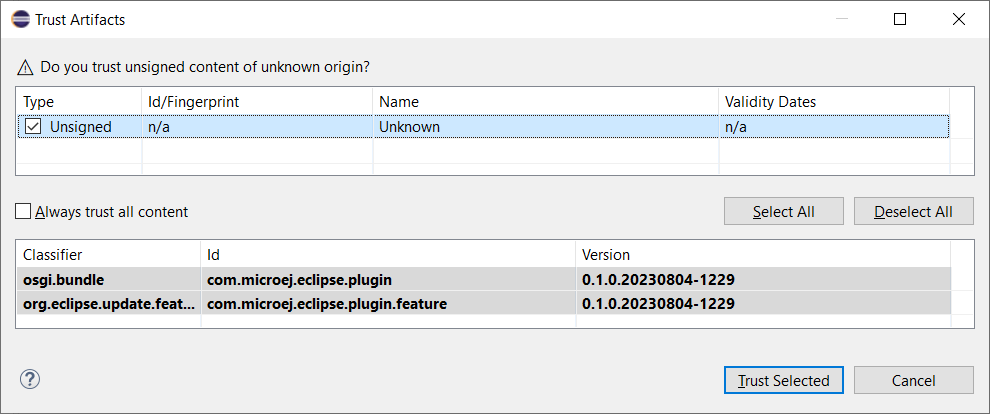 Trust Artifacts
Do you trust unsigned content of unknown origin?
Type Id/Fingerprint Name Validity Dates
Unsigned n/a Unknown n/a
Always trust all content Select All Deselect All
Classifier Id Version
osgi.bundle com.microej.eclipse.plugin 0.1.0.20230804-1229
org.eclipse.update.feat... com.microej.eclipse.plugin.feature 0.1.0.20230804-1229
? Trust Selected Cancel